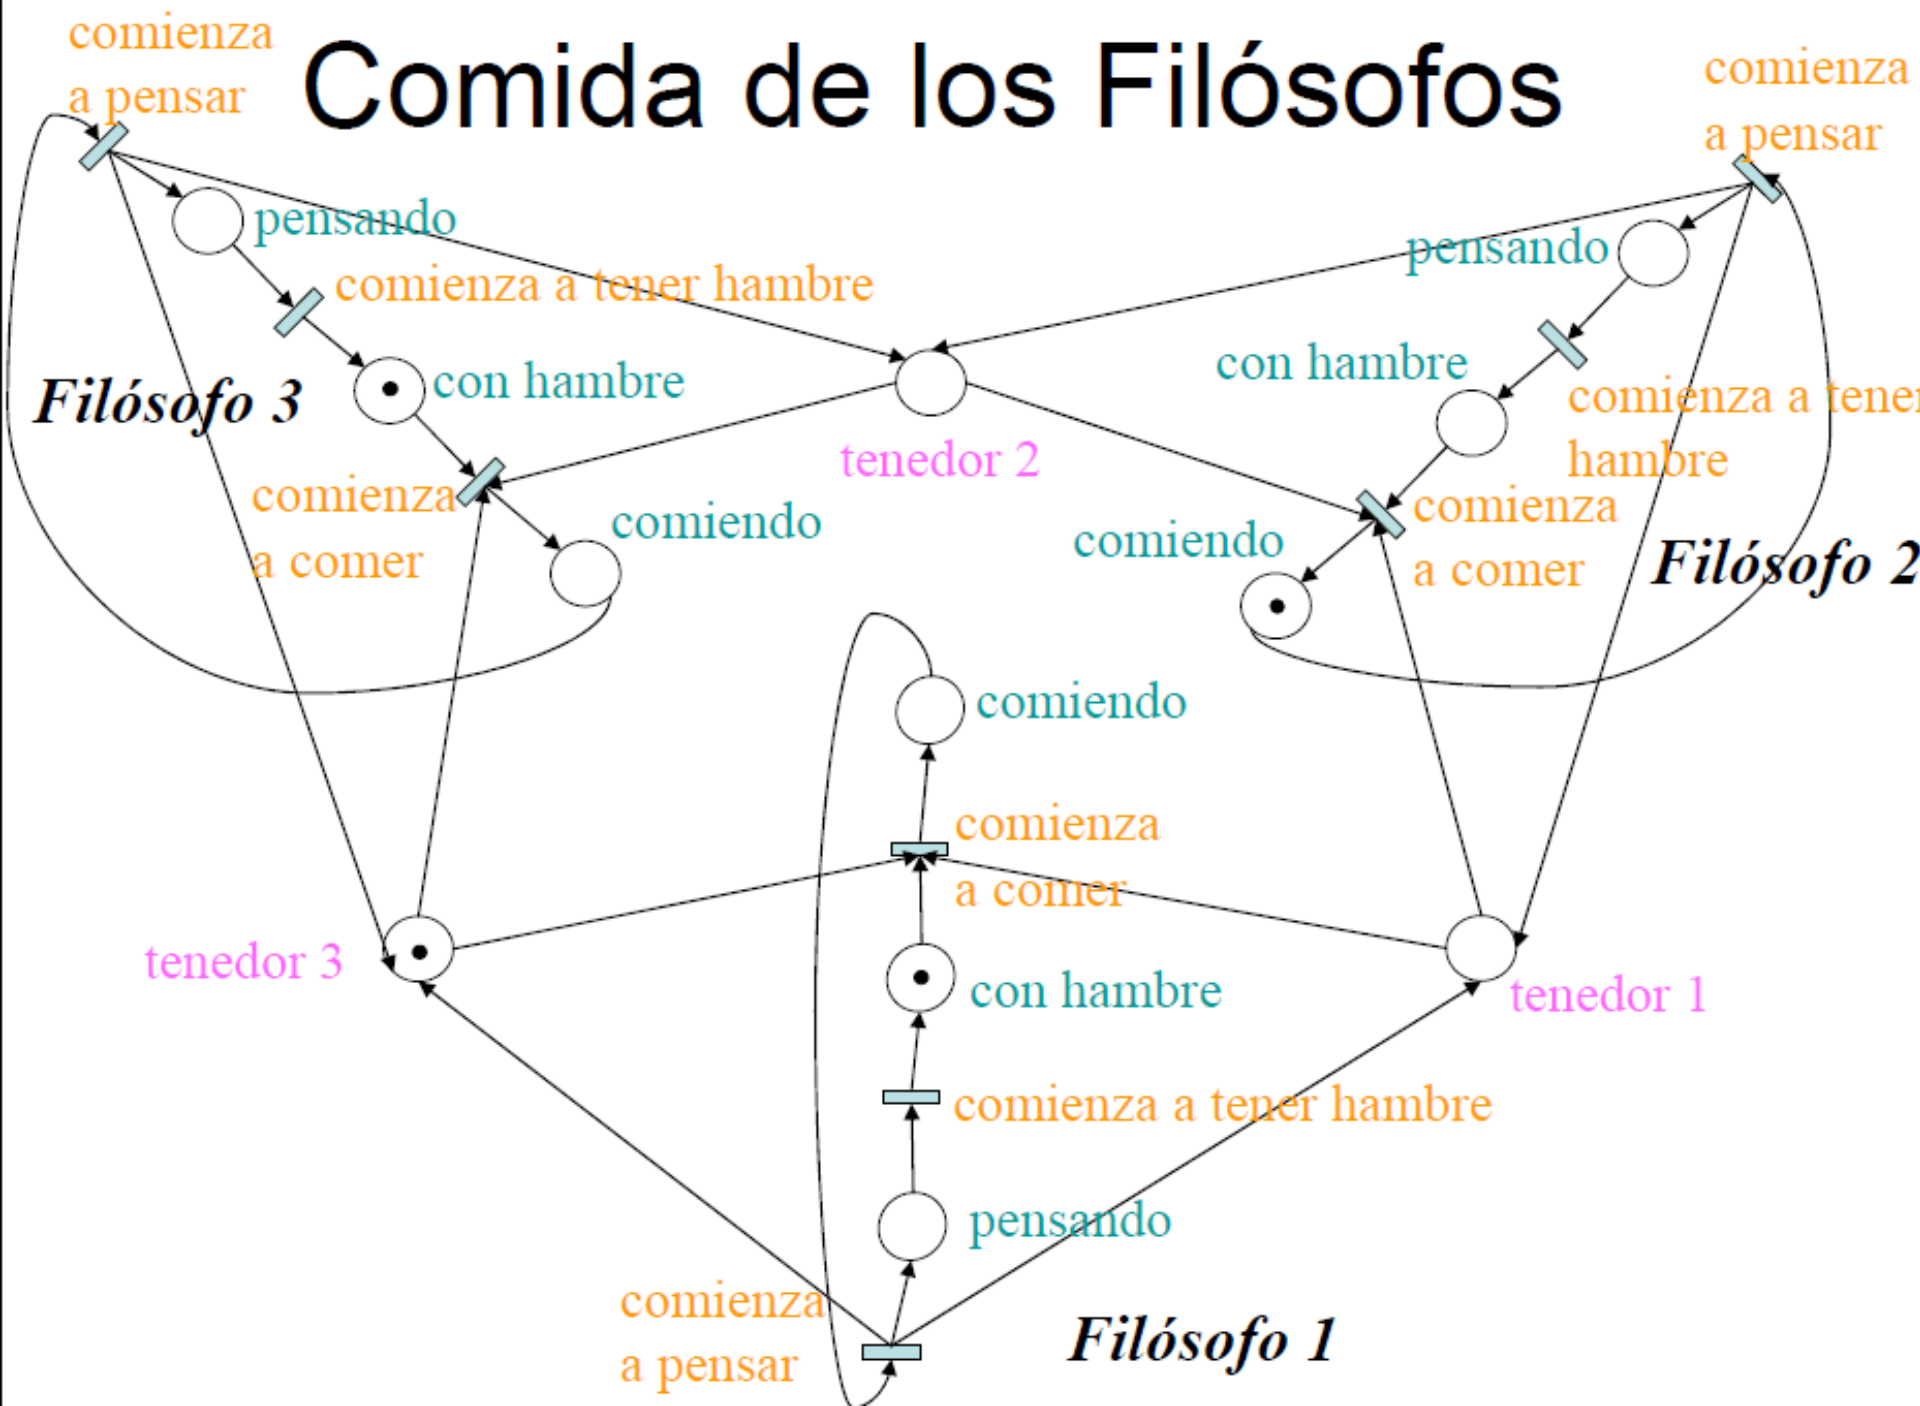 Comida de los Filósofos
comienza
a pensar
comienza
a pensar
pensando
comienza a tener hambre
con hambre
Filósofo 3
comienza
a comer
comiendo
tenedor 2
pensando
con hambre
comienza a tener
hambre
comienza
a comer
comiendo
Filósofo 2
comiendo
comienza
a comer
tenedor 3
con hambre
tenedor 1
comienza a tener hambre
pensando
comienza
a pensar
Filósofo 1